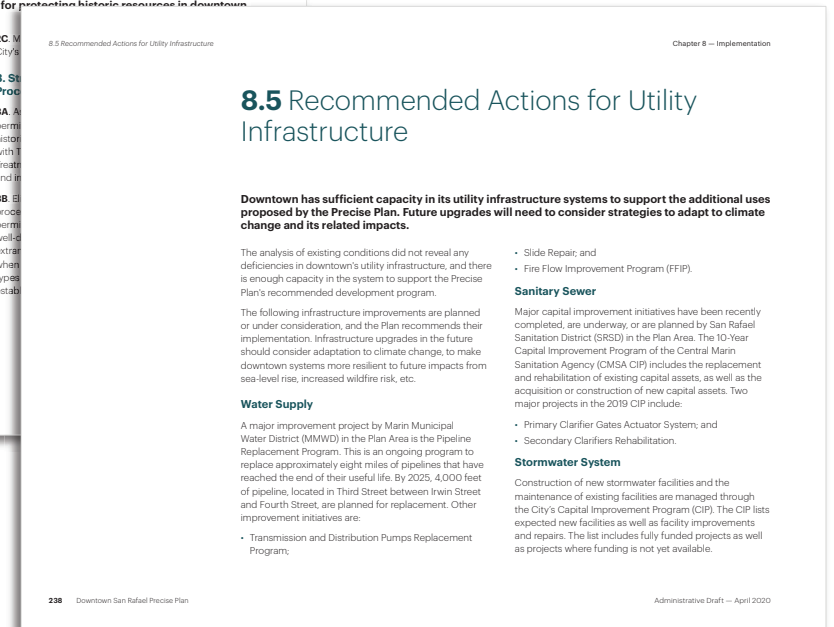 for protecting historic resources in downtown
8.5 Recommended Actions for Utility Infrastructure
Chapter 8 — Implementation
8.5 Recommended Actions for Utility
Infrastructure
Downtown has sufficient capacity in its utility infrastructure systems to support the additional uses
proposed by the Precise Plan. Future upgrades will need to consider strategies to adapt to climate
change and its related impacts.
The analysis of existing conditions did not reveal any
deficiencies in downtown's utility infrastructure, and there
is enough capacity in the system to support the Precise
Plan's recommended development program.
The following infrastructure improvements are planned
or under consideration, and the Plan recommends their
implementation. Infrastructure upgrades in the future
should consider adaptation to climate change, to make
downtown systems more resilient to future impacts from
sea-level rise, increased wildfire risk, etc.
Water Supply
A major improvement project by Marin Municipal
Water District (MMWD) in the Plan Area is the Pipeline
Replacement Program. This is an ongoing program to
replace approximately eight miles of pipelines that have
reached the end of their useful life. By 2025, 4,000 feet
of pipeline, located in Third Street between Irwin Street
and Fourth Street, are planned for replacement. Other
improvement initiatives are:
• Transmission and Distribution Pumps Replacement
Program;
• Slide Repair; and
• Fire Flow Improvement Program (FFIP).
Sanitary Sewer
Major capital improvement initiatives have been recently
completed, are underway, or are planned by San Rafael
Sanitation District (SRSD) in the Plan Area. The 10-Year
Capital Improvement Program of the Central Marin
Sanitation Agency (CMSA CIP) includes the replacement
and rehabilitation of existing capital assets, as well as the
acquisition or construction of new capital assets. Two
major projects in the 2019 CIP include:
• Primary Clarifier Gates Actuator System; and
• Secondary Clarifiers Rehabilitation.
Stormwater System
Construction of new stormwater facilities and the
maintenance of existing facilities are managed through
the City's Capital Improvement Program (CIP). The CIP lists
expected new facilities as well as facility improvements
and repairs. The list includes fully funded projects as well
as projects where funding is not yet available.
238 Downtown San Rafael Precise Plan
Administrative Draft — April 2020